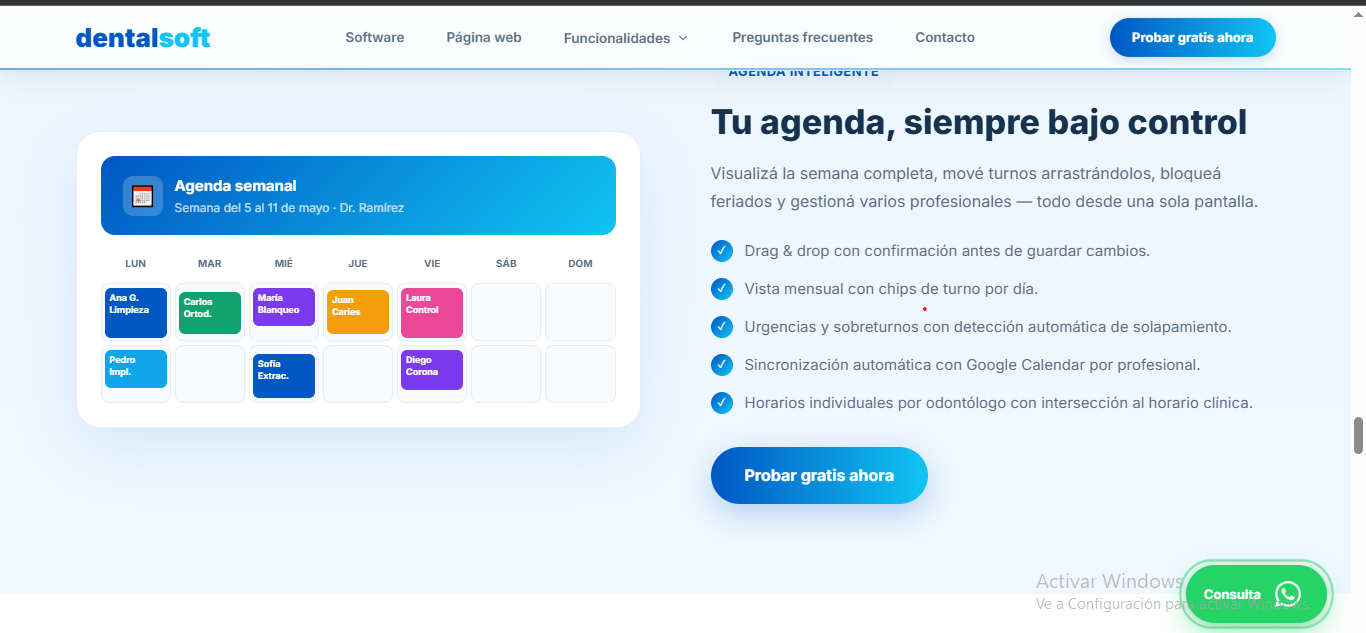 dentalsoft
Software
Página web
Funcionalidades
Preguntas frecuentes
Contacto
Probar gratis ahora
Agenda semanal
Semana del 5 al 11 de mayo · Dr. Ramírez
LUN MAR MIÉ JUE VIE SÁB DOM
Ana G.
Limpieza
Carlos
Ortod.
María
Blanqueo
Juan
Caries
Laura
Control
Pedro
Impl.
Sofía
Extrac.
Diego
Corona
AGENDA INTELIGENTE
Tu agenda, siempre bajo control
Visualizá la semana completa, mové turnos arrastrándolos, bloqueá
feriados y gestioná varios profesionales — todo desde una sola pantalla.
Drag & drop con confirmación antes de guardar cambios.
Vista mensual con chips de turno por día.
Urgencias y sobreturnos con detección automática de solapamiento.
Sincronización automática con Google Calendar por profesional.
Horarios individuales por odontólogo con intersección al horario clínica.
Probar gratis ahora
Activar Windows
Ve a Configuración para activar Windows.
Consulta